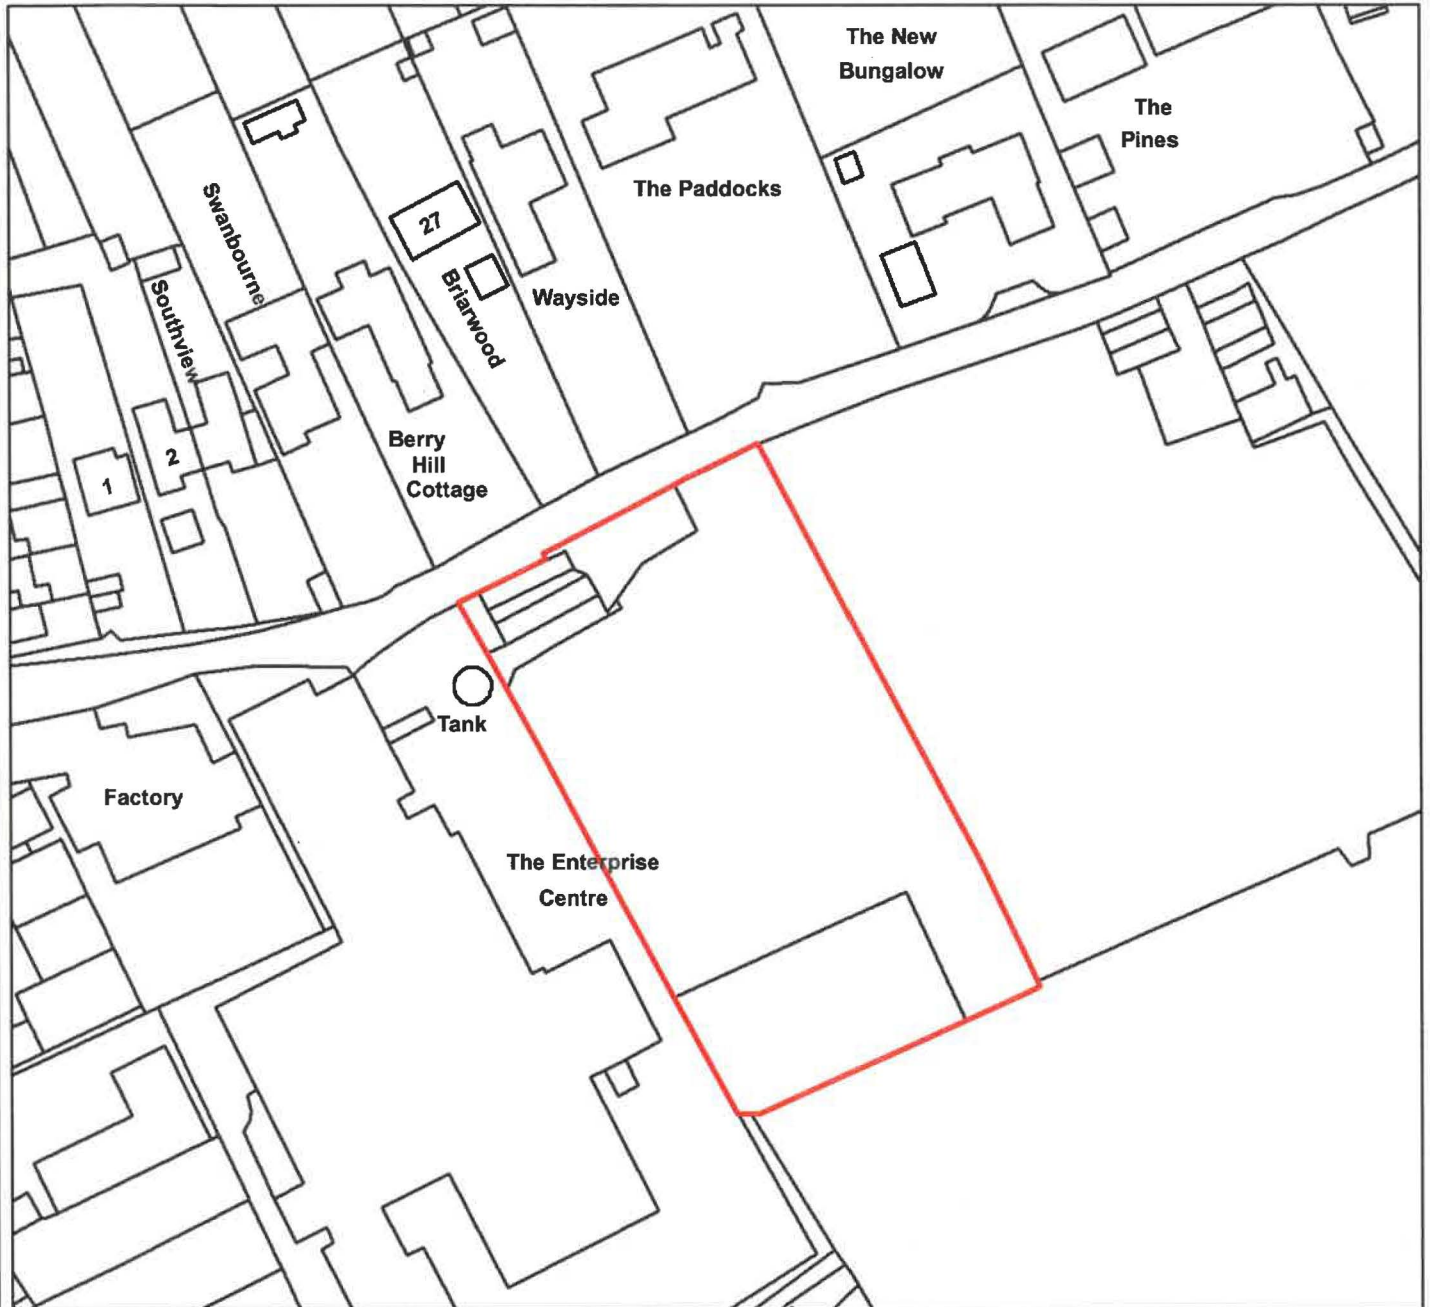 The New
Bungalow
The
Pines
The Paddocks
Swanbourne
27
Briarwood
Wayside
Southview
Berry
Hill
Cottage
2
1
Tank
Factory
The Enterprise
Centre